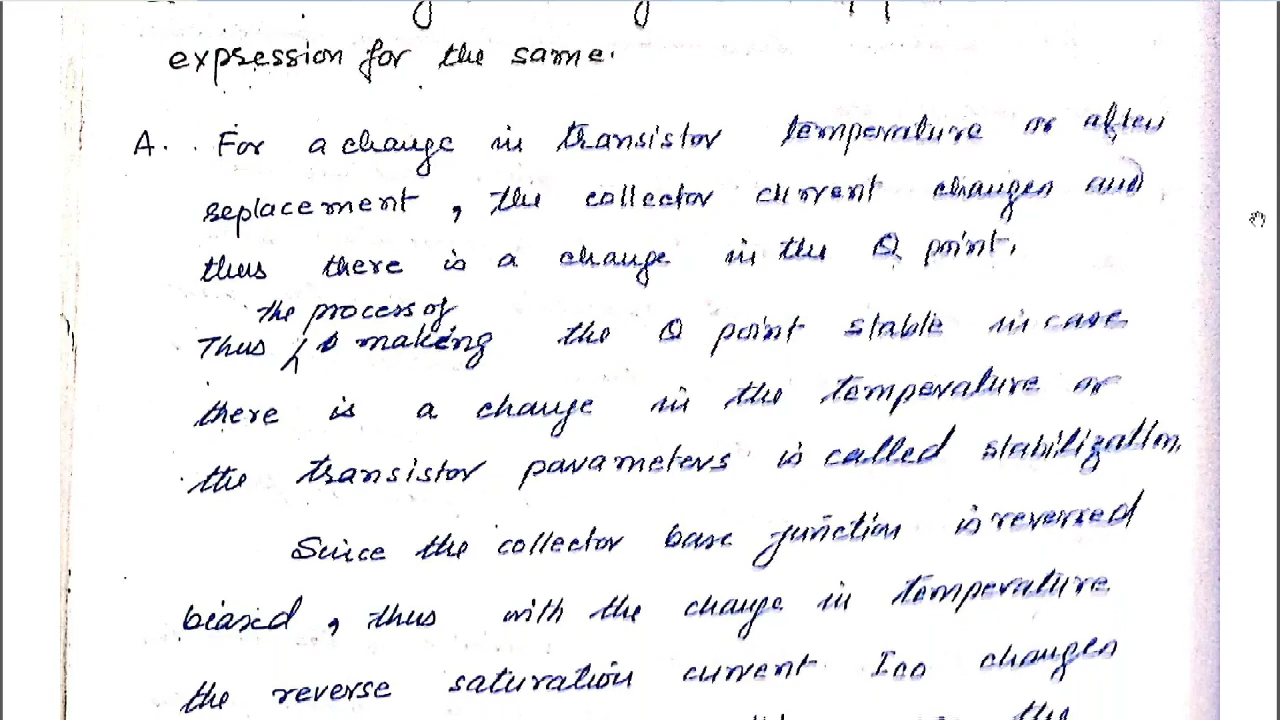 expression for the same.
A. For a change in transistor temperature or after
replacement, the collector current changes and
thus there is a change in the Q point.
the process of
Thus making the Q point stable in case
there is a change in the temperature or
the transistor parameters is called stabilization.
Since the collector base junction is reversed
biased, thus with the change in temperature
the reverse saturation current Ico changes
the